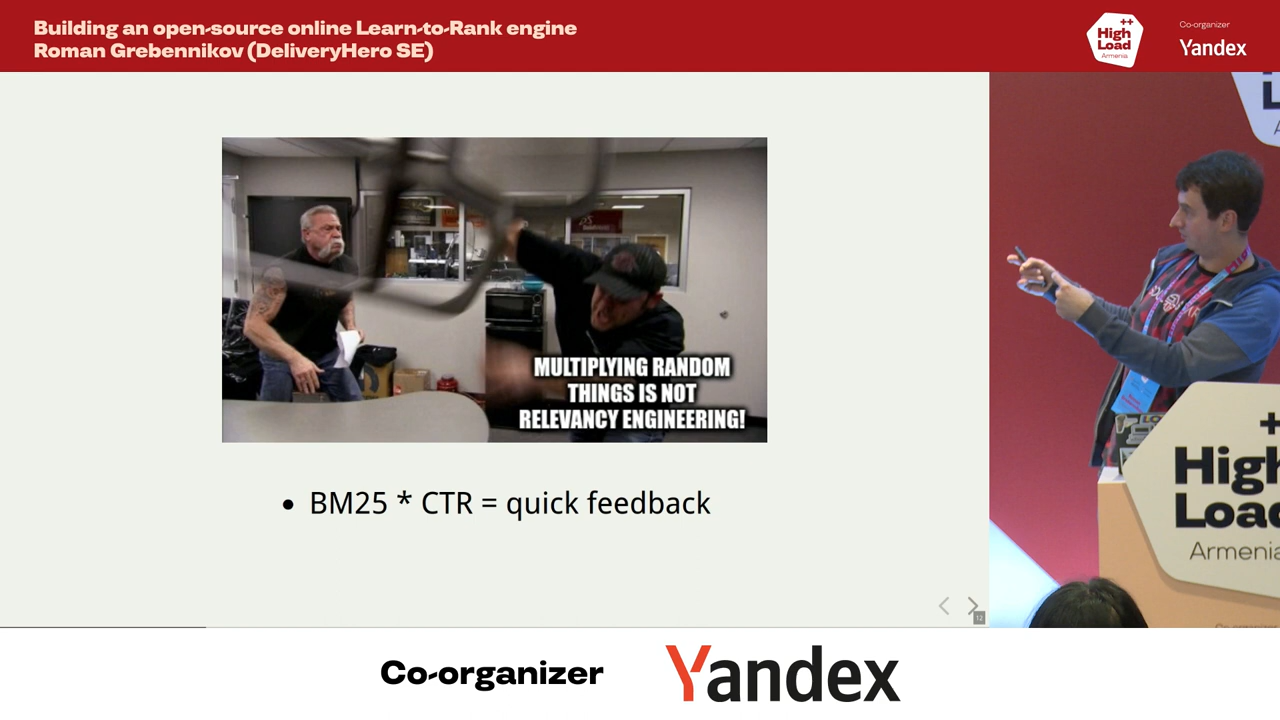 Building an open-source online Learn-to-Rank engine
Roman Grebennikov (DeliveryHero SE)
++
High
Load
Armenia
Co-organizer
Yandex
MULTIPLYING RANDOM
THINGS IS NOT
RELEVANCY ENGINEERING!
• BM25 * CTR = quick feedback
12
High
Load
Armenia
Co-organizer
Yandex